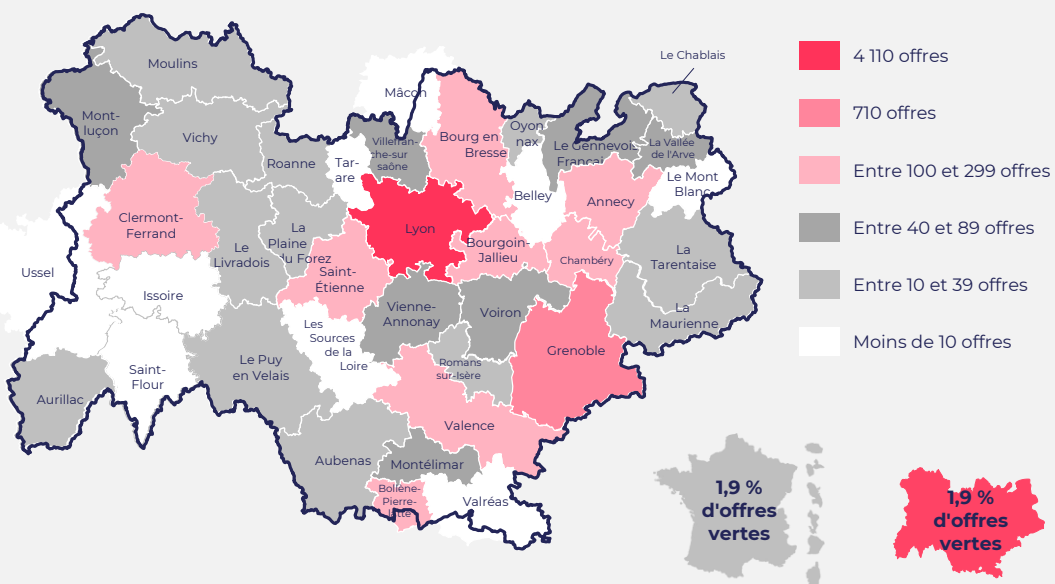 Le Chablais
Moulins
Mâcon
Mont-
luçon
Vichy
Villefran-
che-sur
saône
Bourg en
Bresse
Oyon
nax
Le Gennevois
Françai
La Vallée
de l'Arve
Roanne
Tar-
are
Le Mont
Blanc
Belley
Annecy
Clermont-
Ferrand
Lyon
La
Plaine
du Forez
Le
Livradois
Bourgoin-
Jallieu
Chambéry
La
Tarentaise
Ussel
Saint-
Étienne
Issoire
Vienne-
Annonay
Voiron
La
Maurienne
Les
Sources
de la
Loire
Grenoble
Le Puy
en Velais
Romans
sur-Isère
Saint-
Flour
Aurillac
Valence
Aubenas
Montélimar
Bollène-
Pierre-
latte
Valréas
4 110 offres
710 offres
Entre 100 et 299 offres
Entre 40 et 89 offres
Entre 10 et 39 offres
Moins de 10 offres
1,9 %
d'offres
vertes
1,9 %
d'offres
vertes